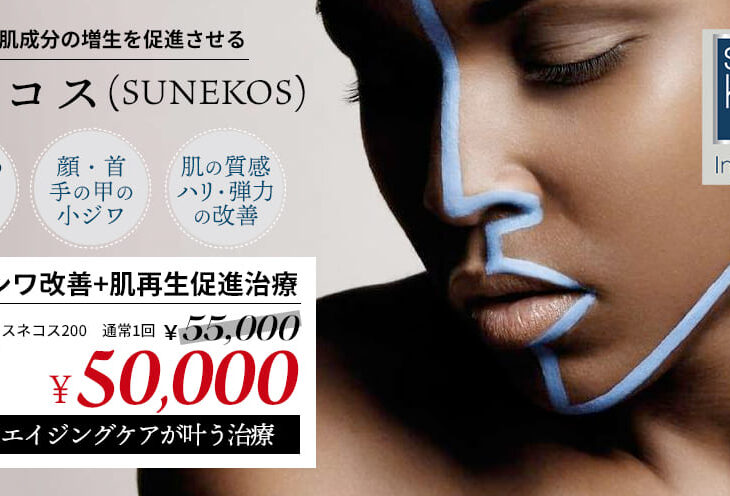 肌成分の増生を促進させる
コス(SUNEKOS)
顔・首
手の甲の
小ジワ
肌の質感
ハリ・弾力
の改善
ワ改善+肌再生促進治療
スネコス200 通常1回 ¥55,000
¥50,000
エイジングケアが叶う治療
In